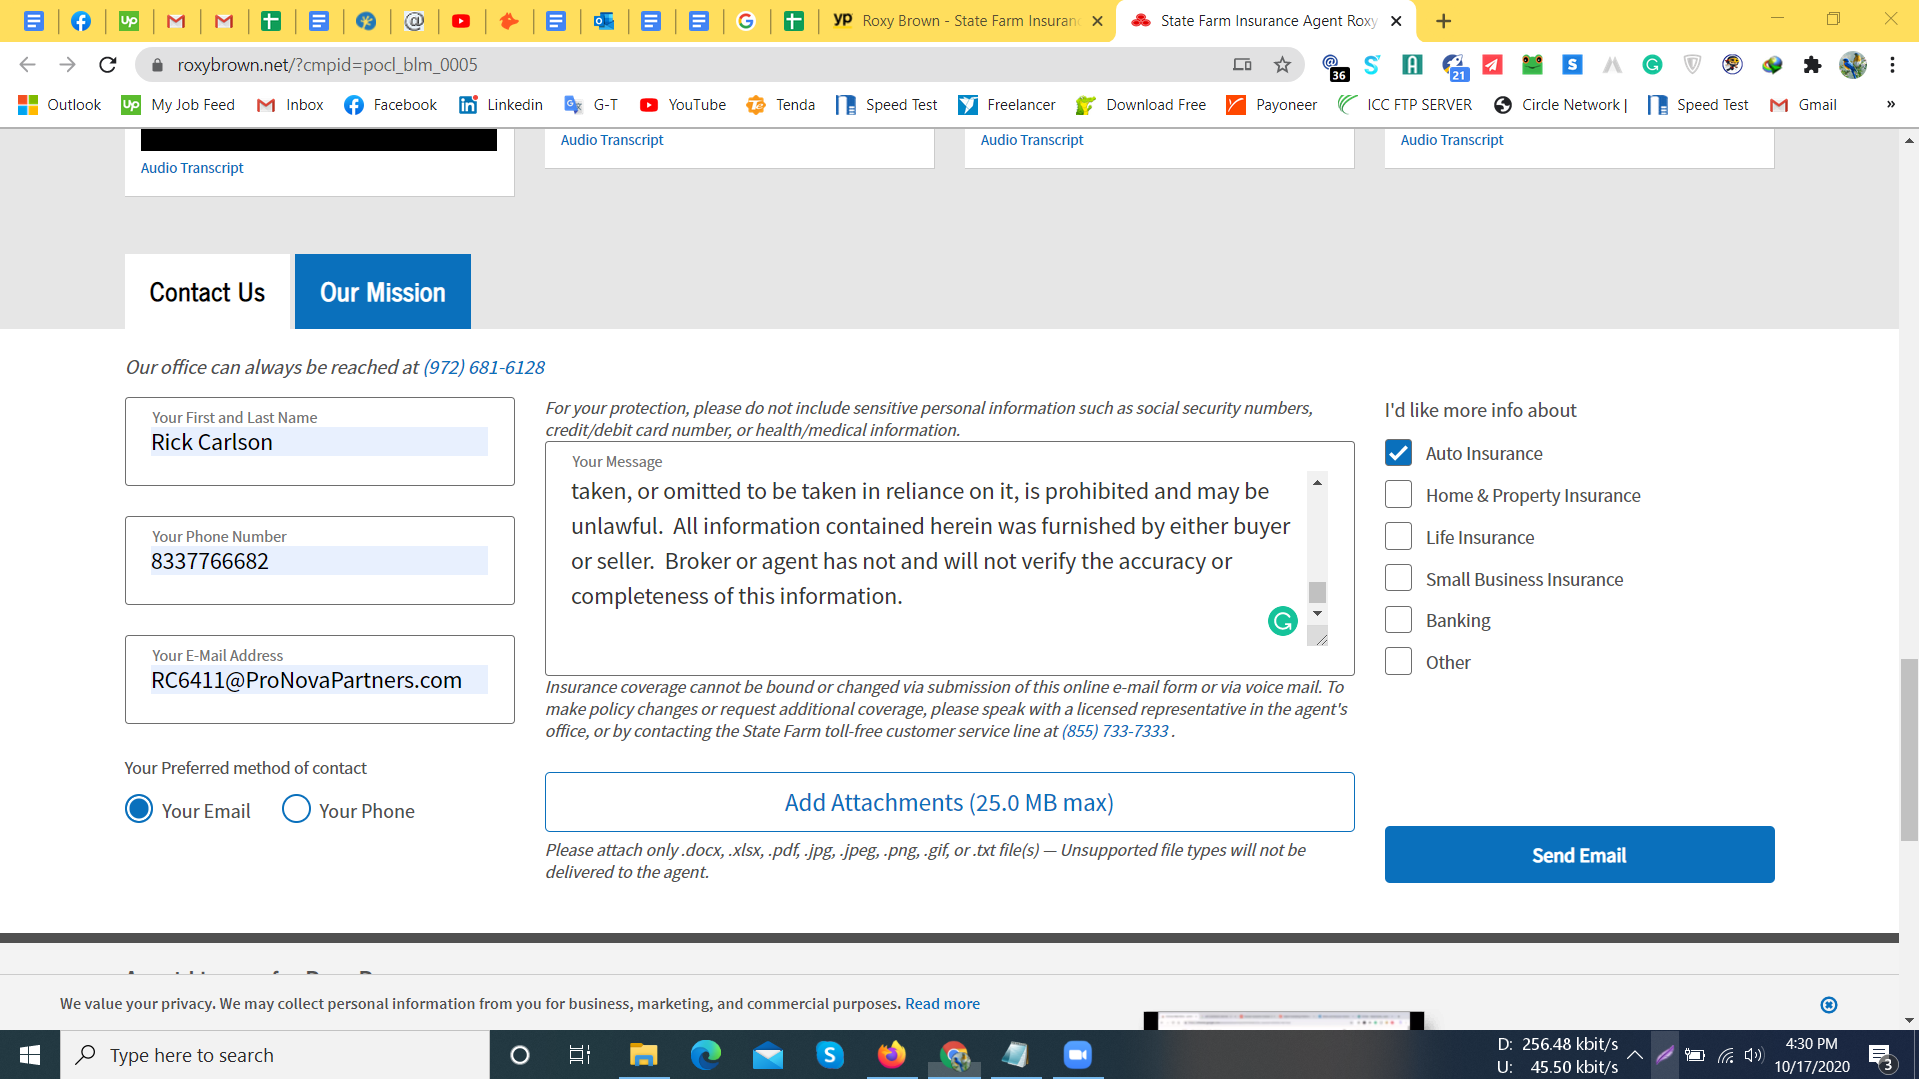 Roxy Brown - State Farm Insuran
State Farm Insurance Agent Roxy
roxybrown.net/?cmpid=pocl_blm_0005
36
21
Outlook
My Job Feed
Inbox
Facebook
Linkedin
G-T
YouTube
Tenda
Speed Test
Freelancer
Download Free
Payoneer
ICC FTP SERVER
Circle Network |
Speed Test
Gmail
»
Audio Transcript
Audio Transcript
Audio Transcript
Audio Transcript
Contact Us
Our Mission
Our office can always be reached at (972) 681-6128
Your First and Last Name
Rick Carlson
Your Phone Number
8337766682
Your E-Mail Address
RC6411@ProNovaPartners.com
Your Preferred method of contact
Your Email
Your Phone
For your protection, please do not include sensitive personal information such as social security numbers,
credit/debit card number, or health/medical information.
Your Message
taken, or omitted to be taken in reliance on it, is prohibited and may be
unlawful.  All information contained herein was furnished by either buyer
or seller.  Broker or agent has not and will not verify the accuracy or
completeness of this information.
Insurance coverage cannot be bound or changed via submission of this online e-mail form or via voice mail. To
make policy changes or request additional coverage, please speak with a licensed representative in the agent's
office, or by contacting the State Farm toll-free customer service line at (855) 733-7333 .
Add Attachments (25.0 MB max)
Please attach only .docx, .xlsx, .pdf, .jpg, .jpeg, .png, .gif, or .txt file(s) — Unsupported file types will not be
delivered to the agent.
I'd like more info about
Auto Insurance
Home & Property Insurance
Life Insurance
Small Business Insurance
Banking
Other
Send Email
We value your privacy. We may collect personal information from you for business, marketing, and commercial purposes. Read more
Type here to search
D: 256.48 kbit/s
U: 45.50 kbit/s
4:30 PM
10/17/2020
3